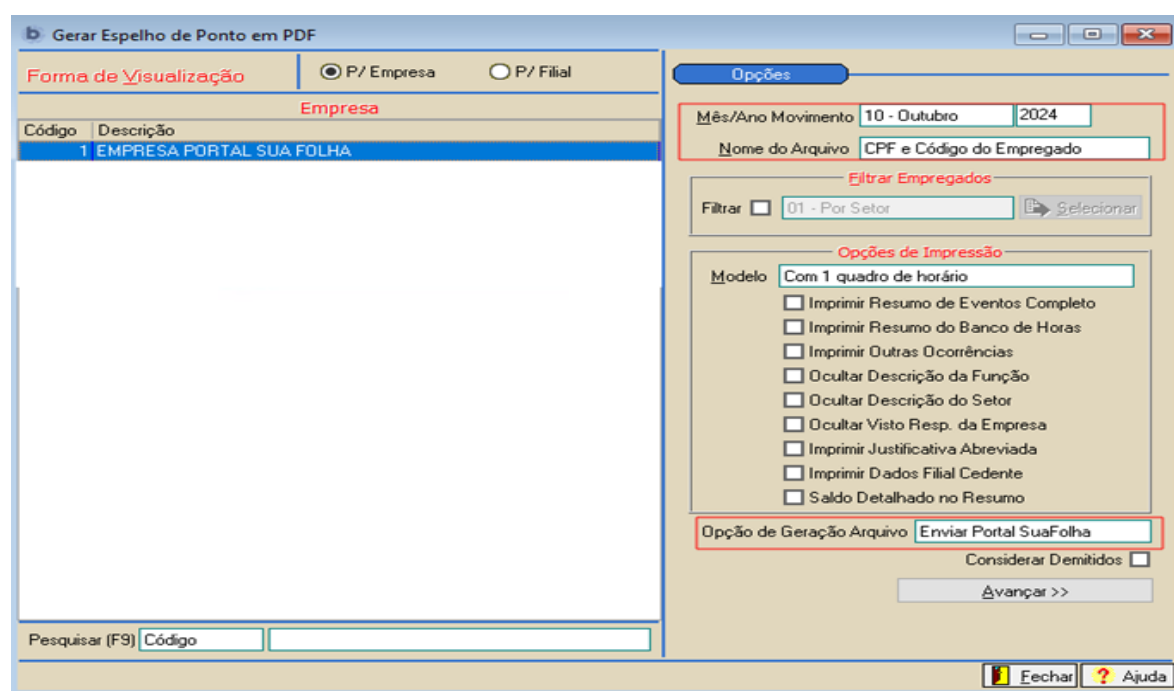 Gerar Espelho de Ponto em PDF
Forma de Visualização
P/ Empresa
P/ Filial
Empresa
Código Descrição
1 EMPRESA PORTAL SUA FOLHA
Pesquisar (F9) Código
Opções
Mês/Ano Movimento 10 - Outubro 2024
Nome do Arquivo CPF e Código do Empregado
Filtrar Empregados
Filtrar 01 - Por Setor Selecionar
Opções de Impressão
Modelo Com 1 quadro de horário
Imprimir Resumo de Eventos Completo
Imprimir Resumo do Banco de Horas
Imprimir Outras Ocorrências
Ocultar Descrição da Função
Ocultar Descrição do Setor
Ocultar Visto Resp. da Empresa
Imprimir Justificativa Abreviada
Imprimir Dados Filial Cedente
Saldo Detalhado no Resumo
Opção de Geração Arquivo Enviar Portal SuaFolha
Considerar Demitidos
Avançar >>
Fechar ? Ajuda